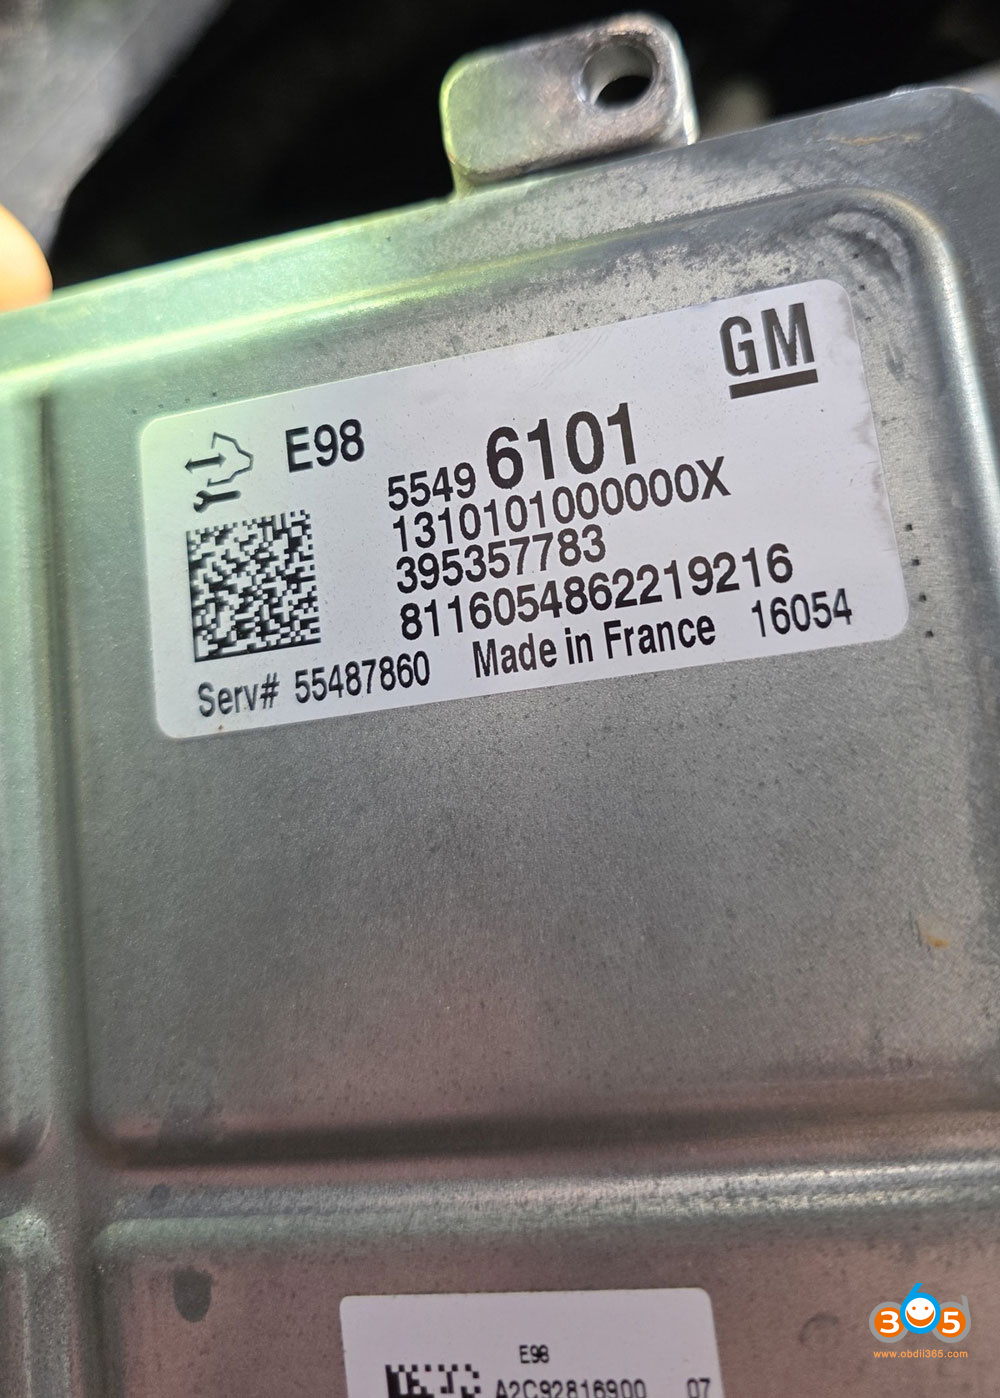 GM
E98
5549 6101
1310101000000X
395357783
8116054862219216
Serv# 55487860 Made in France 16054
E98
A2C92816900 07
365
www.obdii365.com